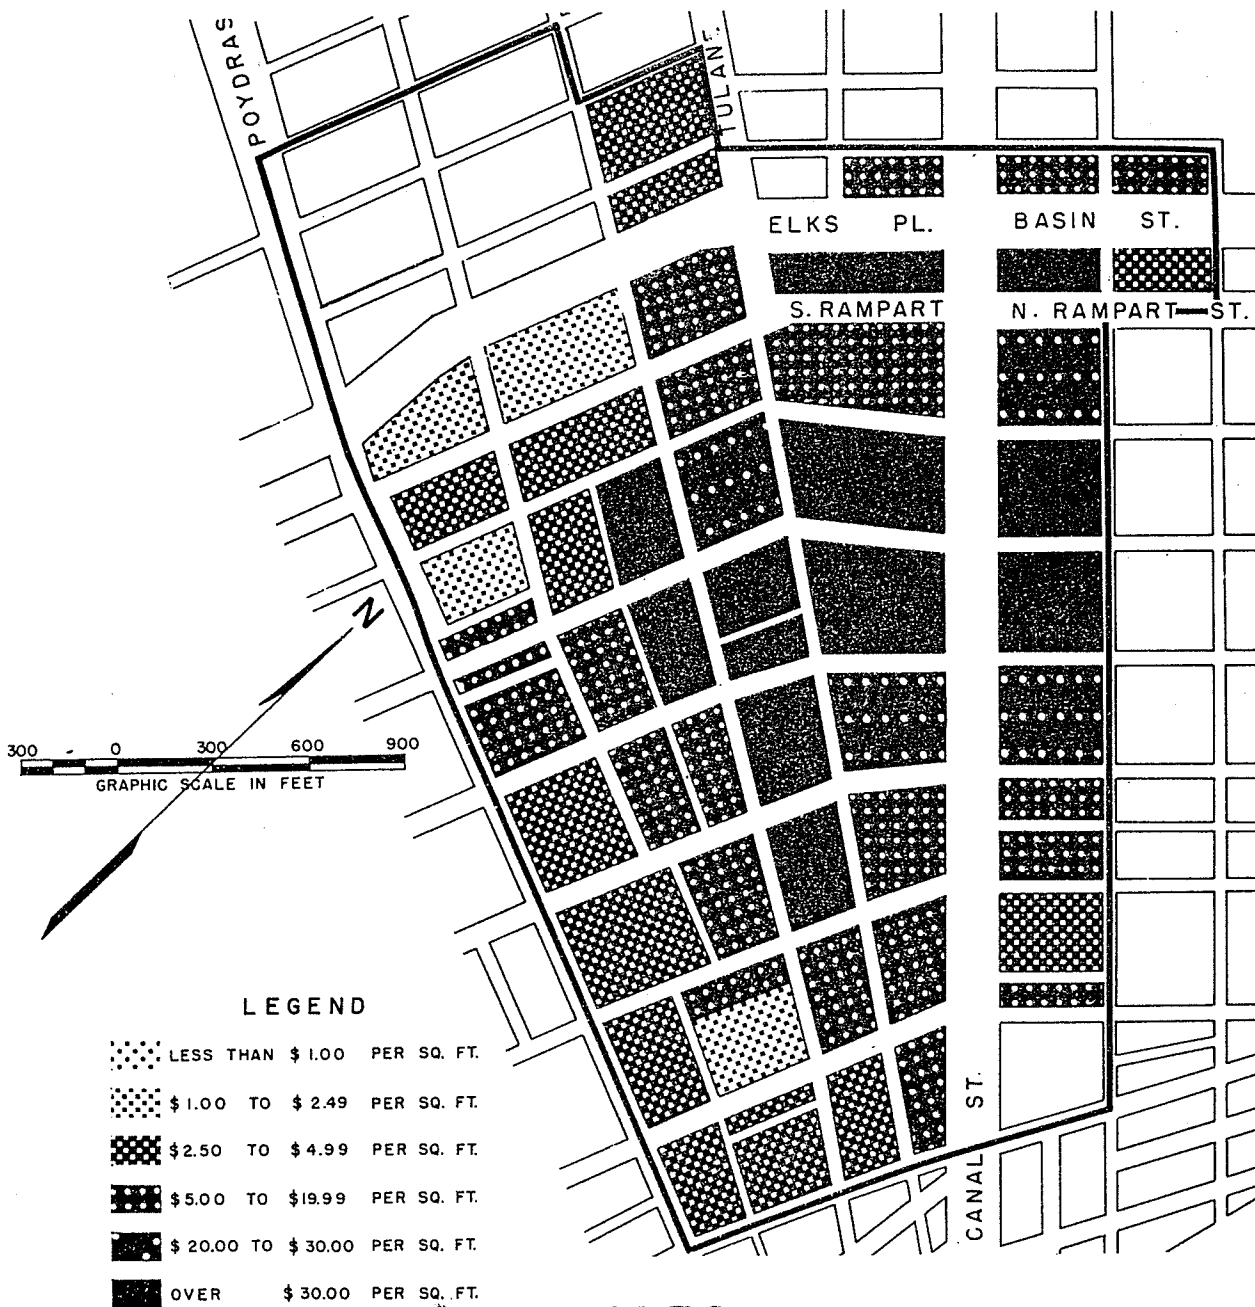 POYDRAS
TULANE
ELKS PL. BASIN ST.
S. RAMPART N. RAMPART ST.
N
300 0 300 600 900
GRAPHIC SCALE IN FEET
CANAL ST.
LEGEND
LESS THAN $ 1.00 PER SQ. FT.
$ 1.00 TO $ 2.49 PER SQ. FT.
$ 2.50 TO $ 4.99 PER SQ. FT.
$ 5.00 TO $ 19.99 PER SQ. FT.
$ 20.00 TO $ 30.00 PER SQ. FT.
OVER $ 30.00 PER SQ. FT.